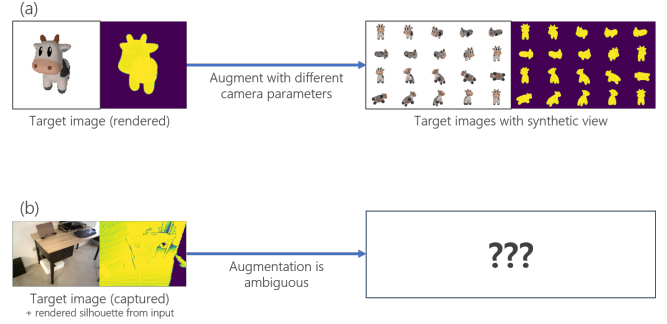 (a)
Augment with different
camera parameters
Target image (rendered)
Target images with synthetic view
(b)
???
Augmentation is
ambiguous
Target image (captured)
+ rendered silhouette from input